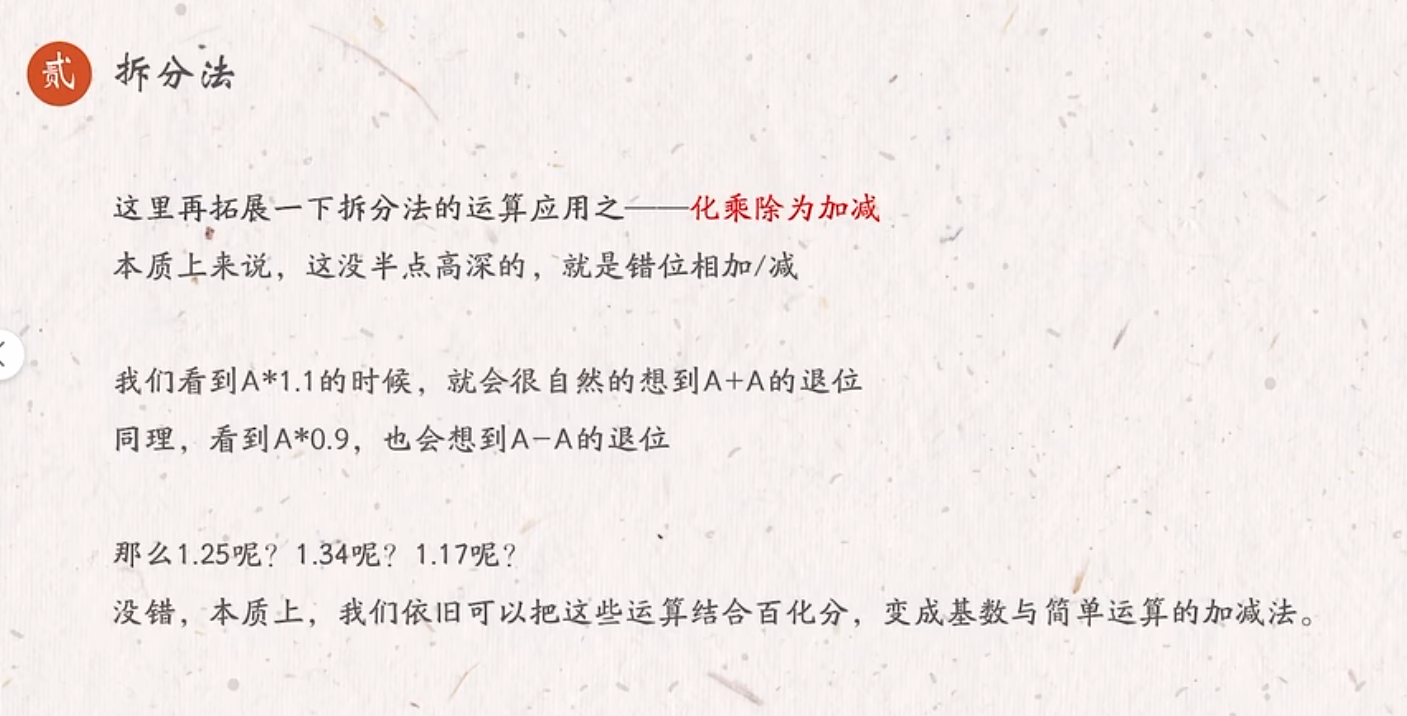 贰 拆分法
这里再拓展一下拆分法的运算应用之——化乘除为加减
本质上来说，这没半点高深的，就是错位相加/减
我们看到A*1.1的时候，就会很自然的想到A+A的退位
同理，看到A*0.9，也会想到A-A的退位
那么1.25呢？1.34呢？1.17呢？
没错，本质上，我们依旧可以把这些运算结合百化分，变成基数与简单运算的加减法。